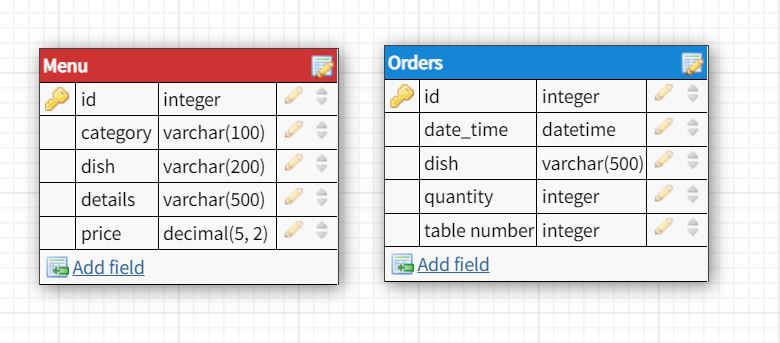 Menu
id integer
category varchar(100)
dish varchar(200)
details varchar(500)
price decimal(5, 2)
Add field
Orders
id integer
date_time datetime
dish varchar(500)
quantity integer
table number integer
Add field